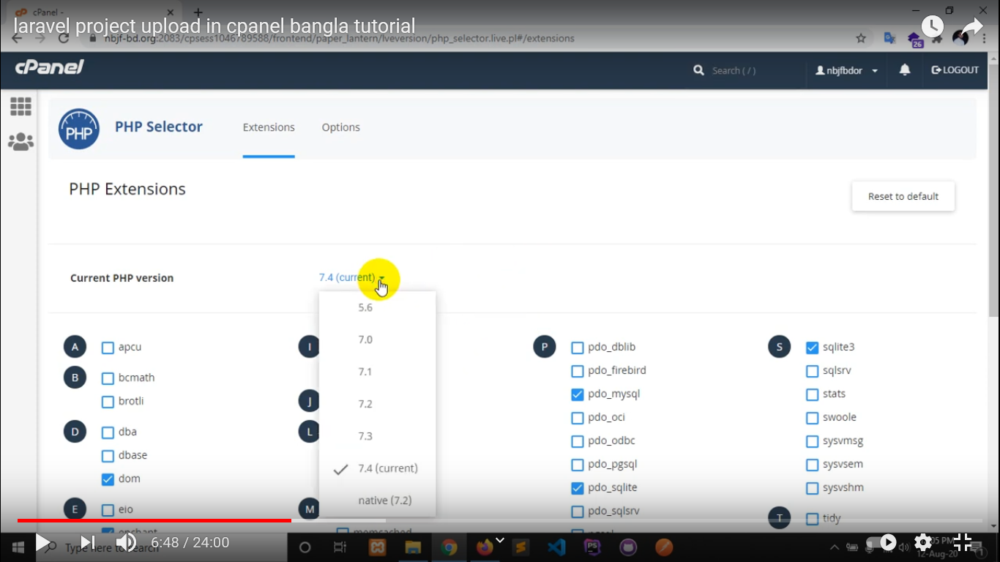 cPanel -
laravel project upload in cpanel bangla tutorial
nbjf-bd.org:2083/cpsess1046789588/frontend/paper_lantern/lveversion/php_selector.live.pl#/extensions
26
cPanel
Search ( / )
nbjfbdor
LOGOUT
PHP
PHP Selector
Extensions
Options
PHP Extensions
Reset to default
Current PHP version
7.4 (current)
5.6
7.0
7.1
7.2
7.3
7.4 (current)
native (7.2)
A
apcu
B
bcmath
brotli
D
dba
dbase
dom
E
eio
enchant
I
J
L
M
memcached
P
pdo_dblib
pdo_firebird
pdo_mysql
pdo_oci
pdo_odbc
pdo_pgsql
pdo_sqlite
pdo_sqlsrv
S
sqlite3
sqlsrv
stats
swoole
sysvmsg
sysvsem
sysvshm
T
tidy
6:48 / 24:00
Type here to search
PS
12-Aug-20
1